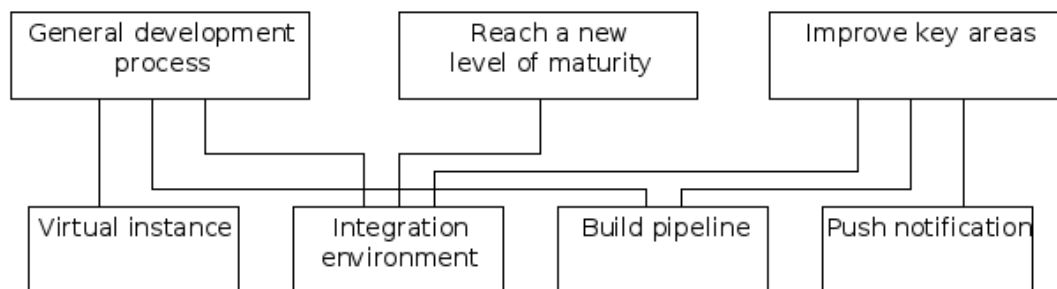 General development
process
Reach a new
level of maturity
Improve key areas
Virtual instance
Integration
environment
Build pipeline
Push notification